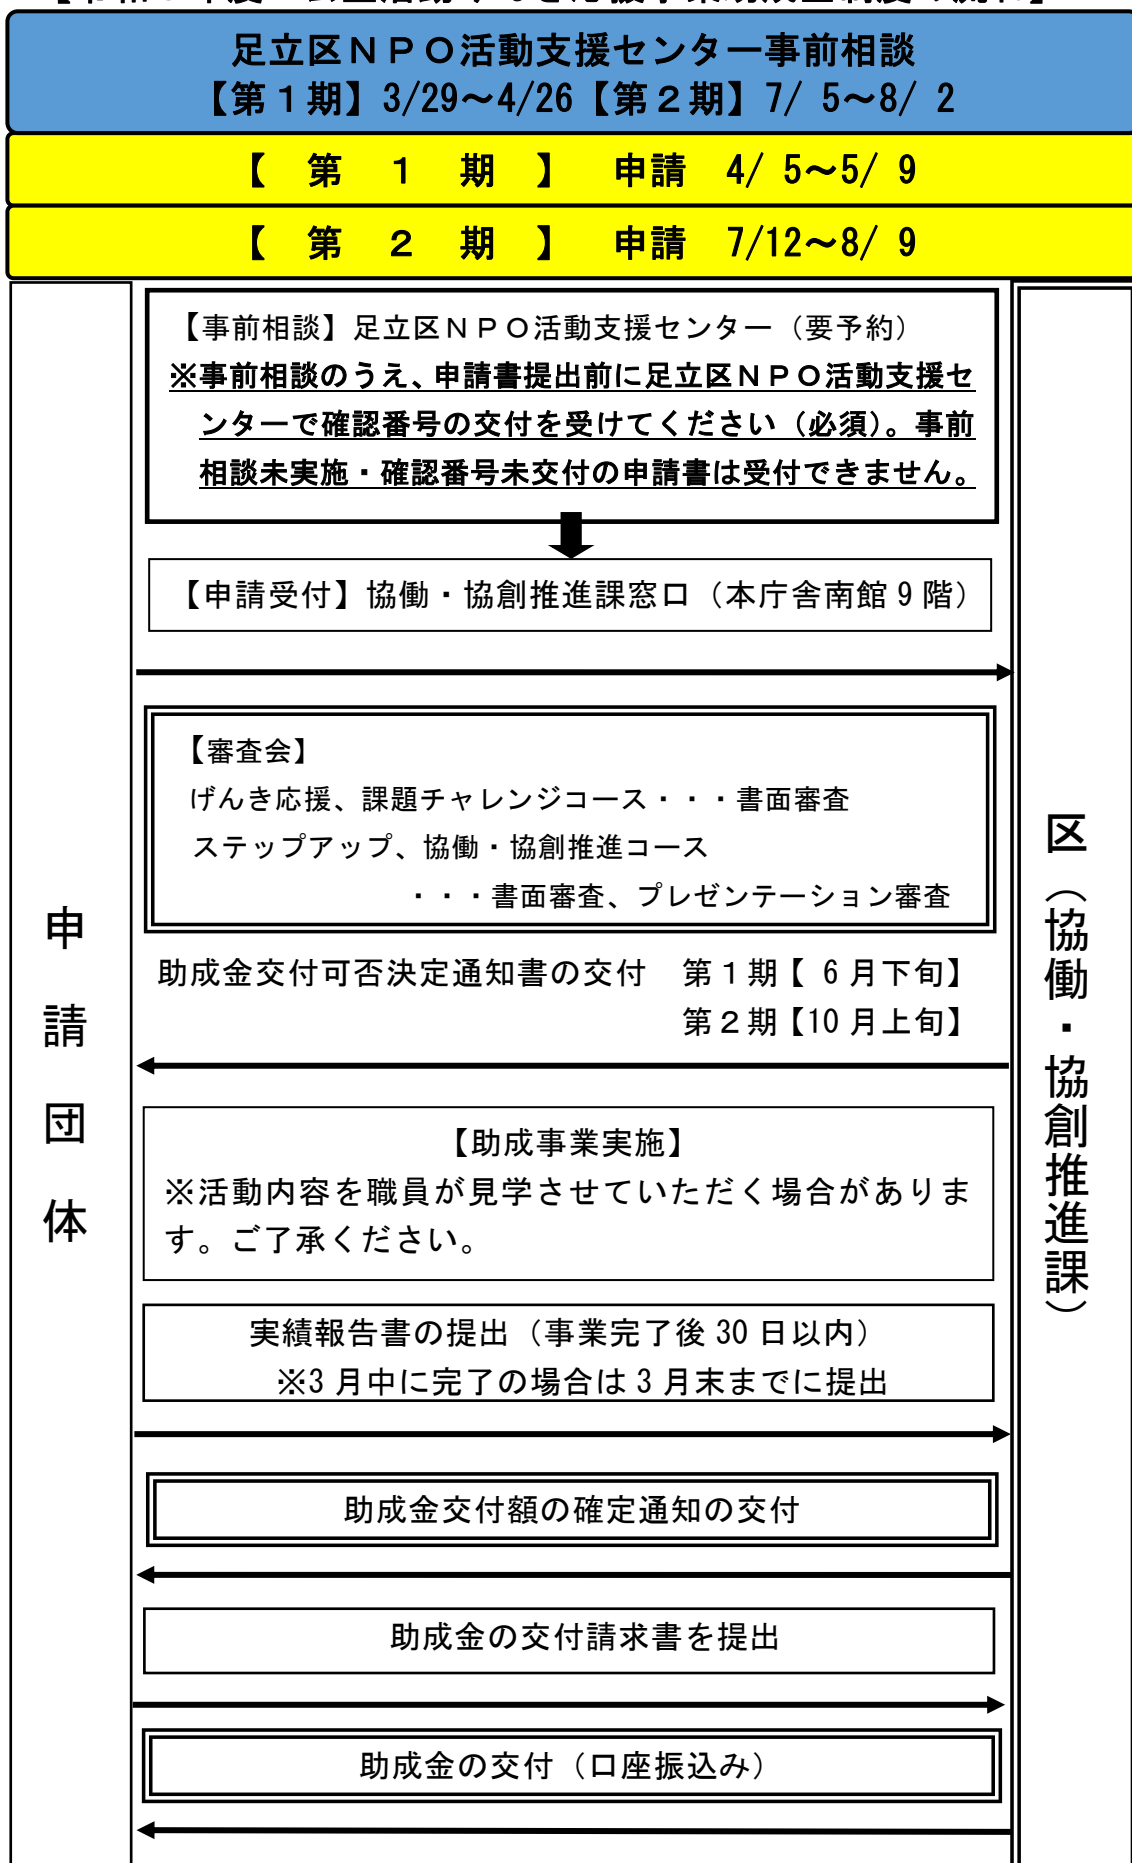 足立区ＮＰＯ活動支援センター事前相談
【第１期】3/29～4/26【第２期】7/ 5～8/ 2
【　第　１　期　】　申請　4/ 5～5/ 9
【　第　２　期　】　申請　7/12～8/ 9
【事前相談】足立区ＮＰＯ活動支援センター（要予約）
※事前相談のうえ、申請書提出前に足立区ＮＰＯ活動支援セ
ンターで確認番号の交付を受けてください（必須）。事前
相談未実施・確認番号未交付の申請書は受付できません。
【申請受付】協働・協創推進課窓口（本庁舎南館9階）
【審査会】
げんき応援、課題チャレンジコース・・・書面審査
ステップアップ、協働・協創推進コース
・・・書面審査、プレゼンテーション審査
助成金交付可否決定通知書の交付　第１期【 6月下旬】
第２期【10月上旬】
【助成事業実施】
※活動内容を職員が見学させていただく場合がありま
す。ご了承ください。
実績報告書の提出（事業完了後30日以内）
※3月中に完了の場合は3月末までに提出
助成金交付額の確定通知の交付
助成金の交付請求書を提出
助成金の交付（口座振込み）
申請団体
区（協働・協創推進課）